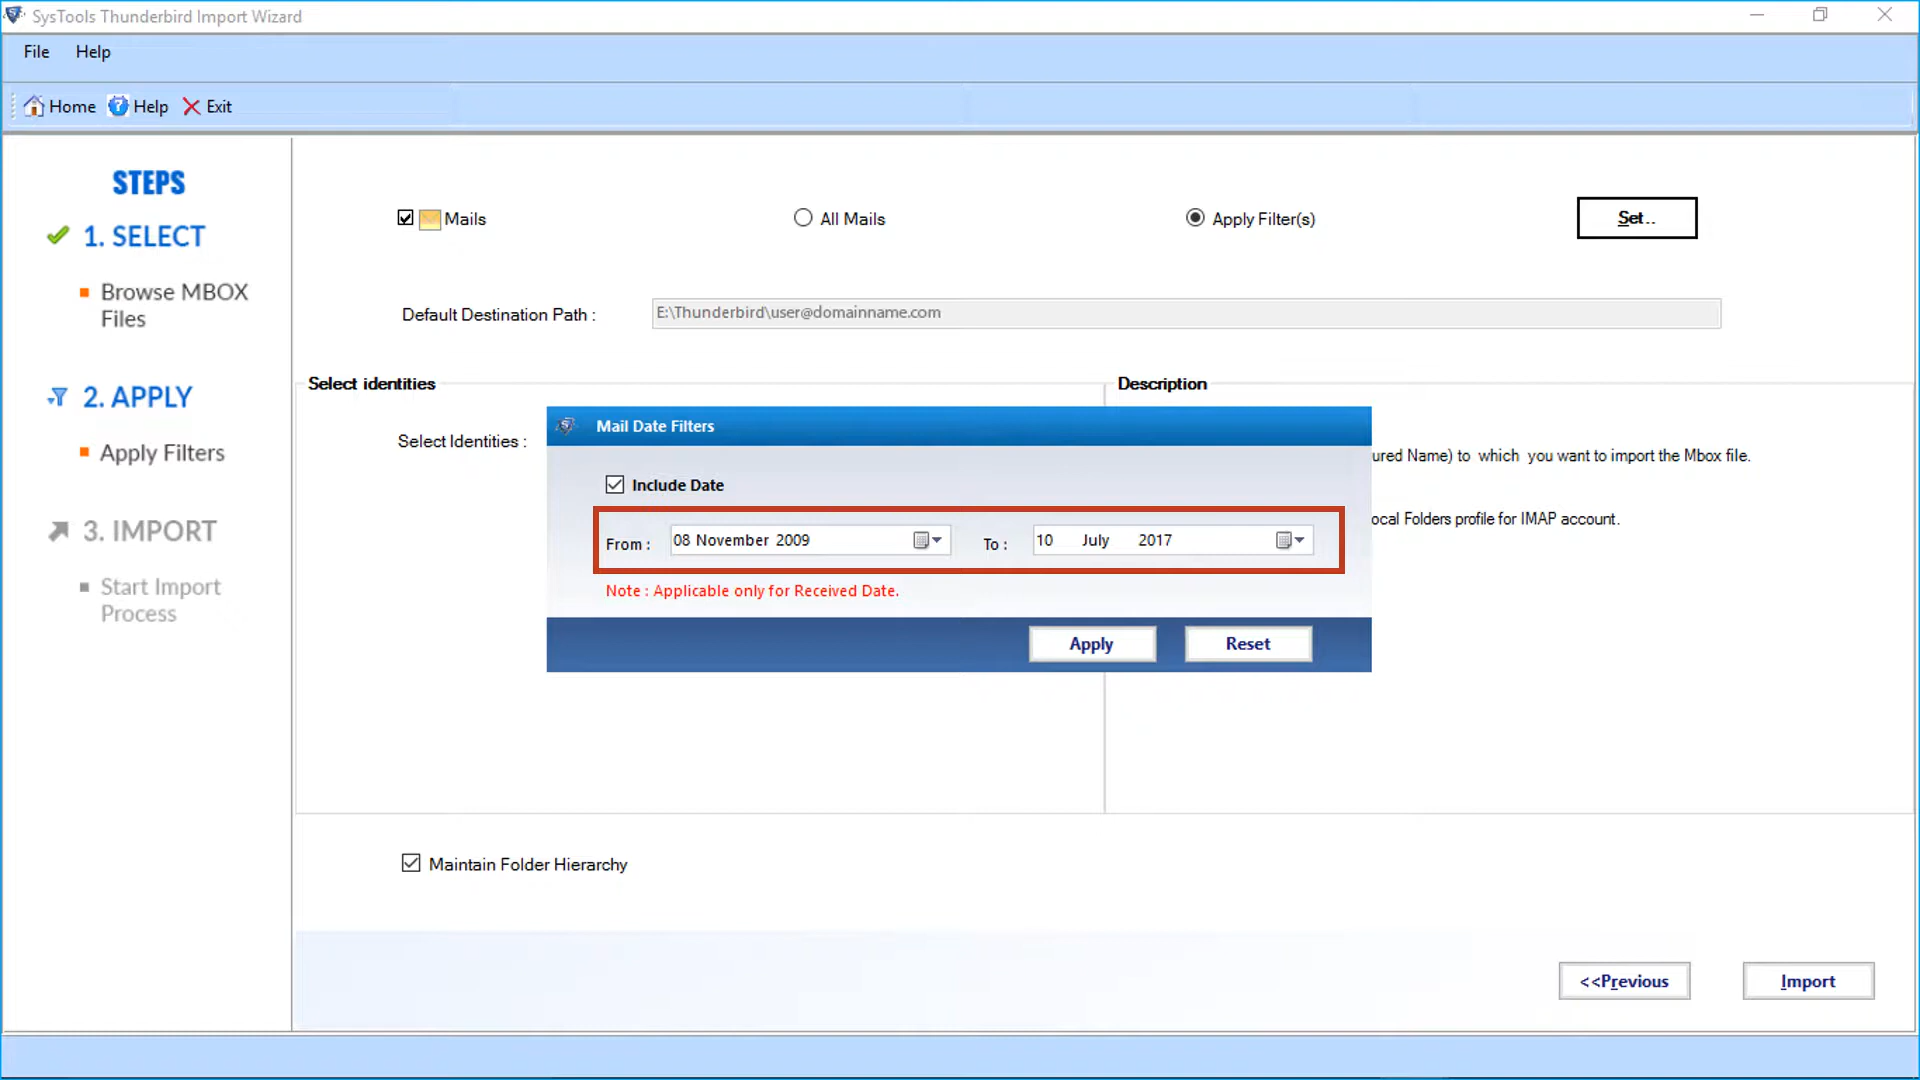 SysTools Thunderbird Import Wizard
File Help
Home Help Exit
STEPS
1. SELECT
Browse MBOX
Files
2. APPLY
Apply Filters
3. IMPORT
Start Import
Process
Mails All Mails Apply Filter(s) Set..
Default Destination Path : E:\Thunderbird\user@domainname.com
Select identities
Select Identities :
Description
ured Name) to which you want to import the Mbox file.
ocal Folders profile for IMAP account.
Mail Date Filters
Include Date
From : 08 November 2009 To : 10 July 2017
Note : Applicable only for Received Date.
Apply Reset
Maintain Folder Hierarchy
<<Previous Import